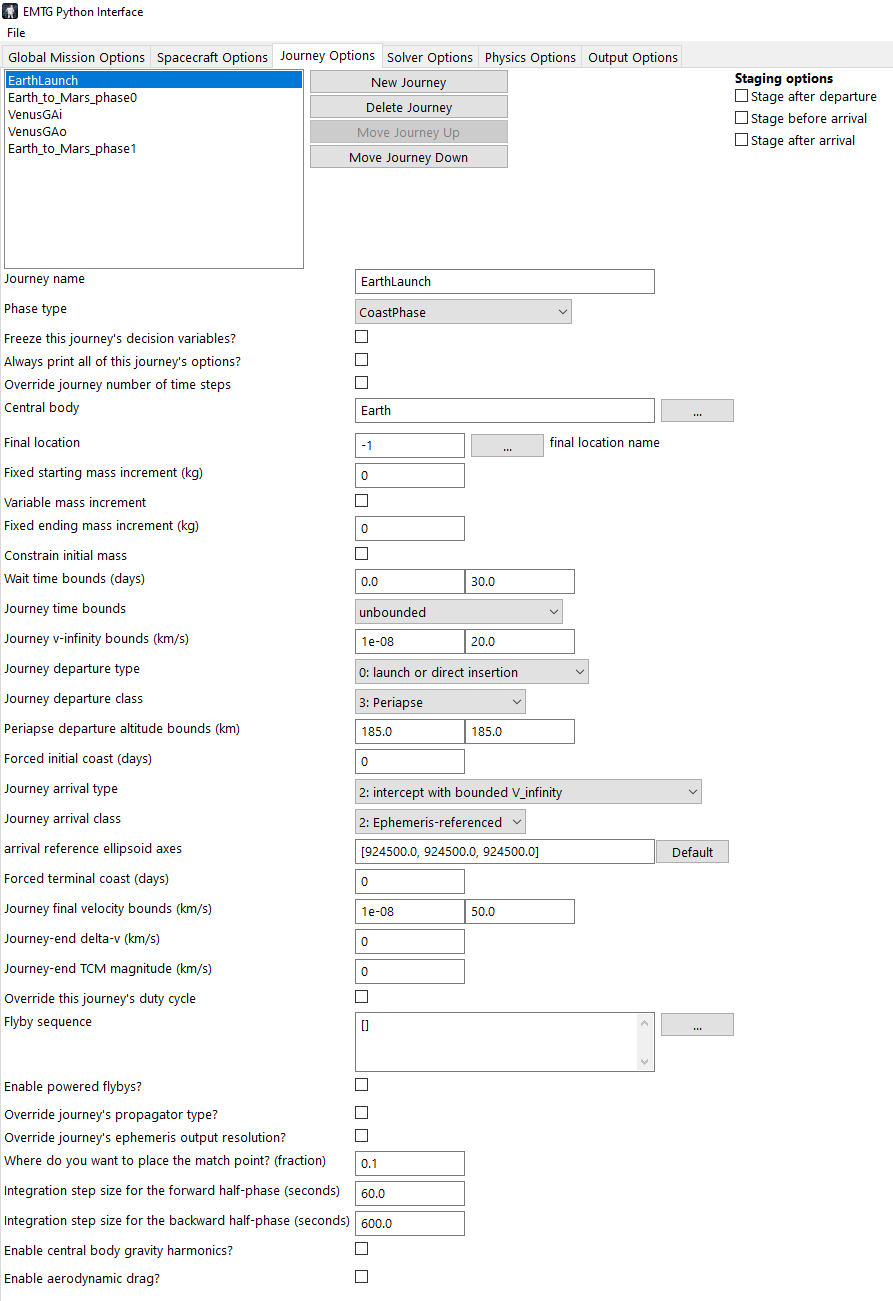 EMTG Python Interface
File
Global Mission Options Spacecraft Options Journey Options Solver Options Physics Options Output Options
EarthLaunch
Earth_to_Mars_phase0
VenusGAi
VenusGAo
Earth_to_Mars_phase1
New Journey
Delete Journey
Move Journey Up
Move Journey Down
Staging options
Stage after departure
Stage before arrival
Stage after arrival
Journey name EarthLaunch
Phase type CoastPhase
Freeze this journey's decision variables?
Always print all of this journey's options?
Override journey number of time steps
Central body Earth ...
Final location -1 ... final location name
Fixed starting mass increment (kg) 0
Variable mass increment
Fixed ending mass increment (kg) 0
Constrain initial mass
Wait time bounds (days) 0.0 30.0
Journey time bounds unbounded
Journey v-infinity bounds (km/s) 1e-08 20.0
Journey departure type 0: launch or direct insertion
Journey departure class 3: Periapse
Periapse departure altitude bounds (km) 185.0 185.0
Forced initial coast (days) 0
Journey arrival type 2: intercept with bounded V_infinity
Journey arrival class 2: Ephemeris-referenced
arrival reference ellipsoid axes [924500.0, 924500.0, 924500.0] Default
Forced terminal coast (days) 0
Journey final velocity bounds (km/s) 1e-08 50.0
Journey-end delta-v (km/s) 0
Journey-end TCM magnitude (km/s) 0
Override this journey's duty cycle
Flyby sequence [] ...
Enable powered flybys?
Override journey's propagator type?
Override journey's ephemeris output resolution?
Where do you want to place the match point? (fraction) 0.1
Integration step size for the forward half-phase (seconds) 60.0
Integration step size for the backward half-phase (seconds) 600.0
Enable central body gravity harmonics?
Enable aerodynamic drag?